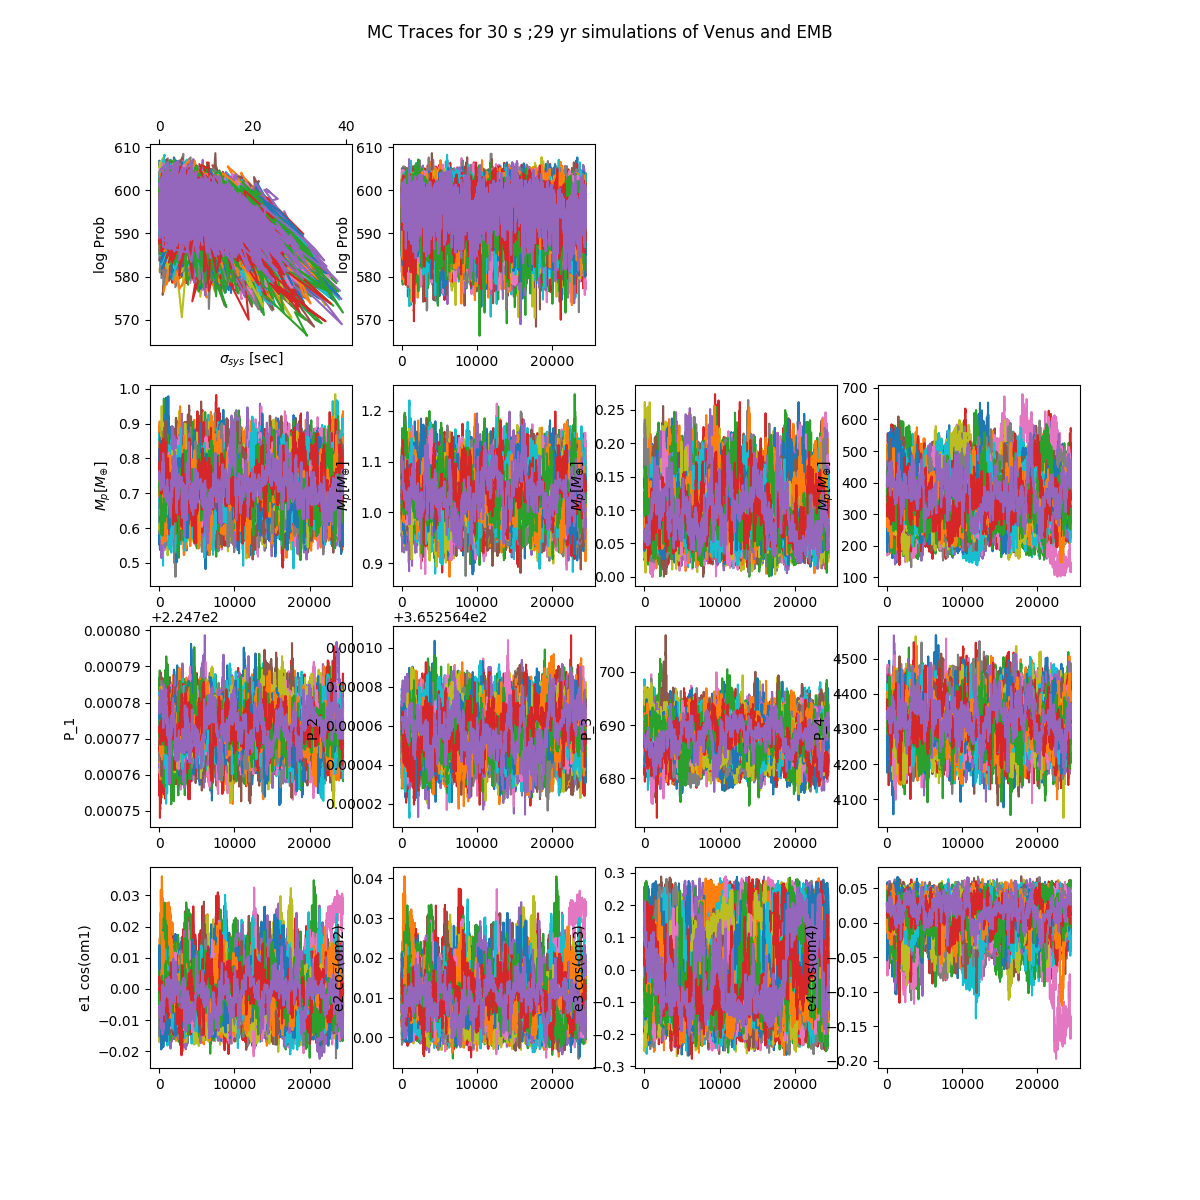 MC Traces for 30 s ;29 yr simulations of Venus and EMB
0 20 40
610 600 590 580 570
log Prob
σsys [sec]
610 600 590 580 570
log Prob
0 10000 20000
1.0 0.9 0.8 0.7 0.6 0.5
Mp[M⊕]
0 10000 20000
1.2 1.1 1.0 0.9
Mp[M⊕]
0 10000 20000
0.25 0.20 0.15 0.10 0.05 0.00
Mp[M⊕]
0 10000 20000
700 600 500 400 300 200 100
Mp[M⊕]
0 10000 20000
+2.247e2
0.00080 0.00079 0.00078 0.00077 0.00076 0.00075
P_1
0 10000 20000
+3.652564e2
0.00010 0.00008 0.00006 0.00004 0.00002
P_2
0 10000 20000
700 690 680
P_3
0 10000 20000
4500 4400 4300 4200 4100
P_4
0 10000 20000
0.03 0.02 0.01 0.00 −0.01 −0.02
e1 cos(om1)
0 10000 20000
0.04 0.03 0.02 0.01 0.00
e2 cos(om2)
0 10000 20000
0.3 0.2 0.1 0.0 −0.1 −0.2 −0.3
e3 cos(om3)
0 10000 20000
0.05 0.00 −0.05 −0.10 −0.15 −0.20
e4 cos(om4)
0 10000 20000